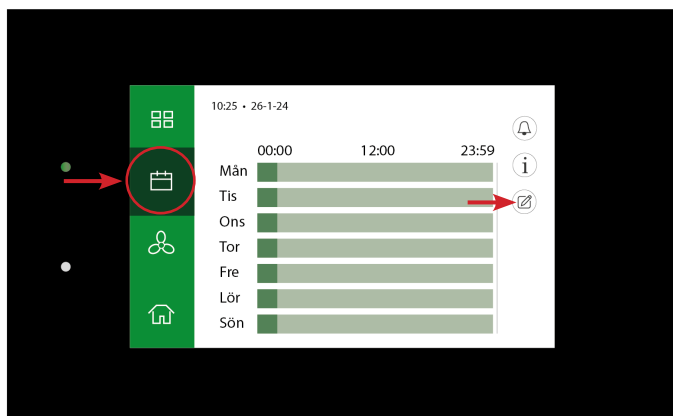 10:25 • 26-1-24
00:00 12:00 23:59
Mån
Tis
Ons
Tor
Fre
Lör
Sön
i